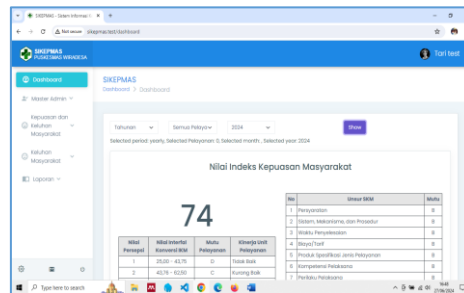 SIKEPMAS - Sistem Informasi K
Not secure sikepmas.test/dashboard
SIKEPMAS
PUSKESMAS WIRADESA
Tari test
Dashboard
Master Admin
Kepuasan dan
Keluhan
Masyarakat
Keluhan
Masyarakat
Laporan
SIKEPMAS
Dashboard > Dashboard
Tahunan
Semua Pelaya
2024
Show
Selected period: yearly, Selected Pelayanan: 0, Selected month: , Selected year: 2024
Nilai Indeks Kepuasan Masyarakat
74
Nilai Persepsi Nilai Interfal Konversi IKM Mutu Pelayanan Kinerja Unit Pelayanan
1 25,00 - 43,75 D Tidak Baik
2 43,76 - 62,50 C Kurang Baik
No Unsur SKM Mutu
1 Persyaratan B
2 Sistem, Mekanisme, dan Prosedur B
3 Waktu Penyelesaian B
4 Biaya/Tarif B
5 Produk Spesifikasi Jenis Pelayanan B
6 Kompetensi Pelaksana B
7 Perilaku Pelaksana B
Type here to search